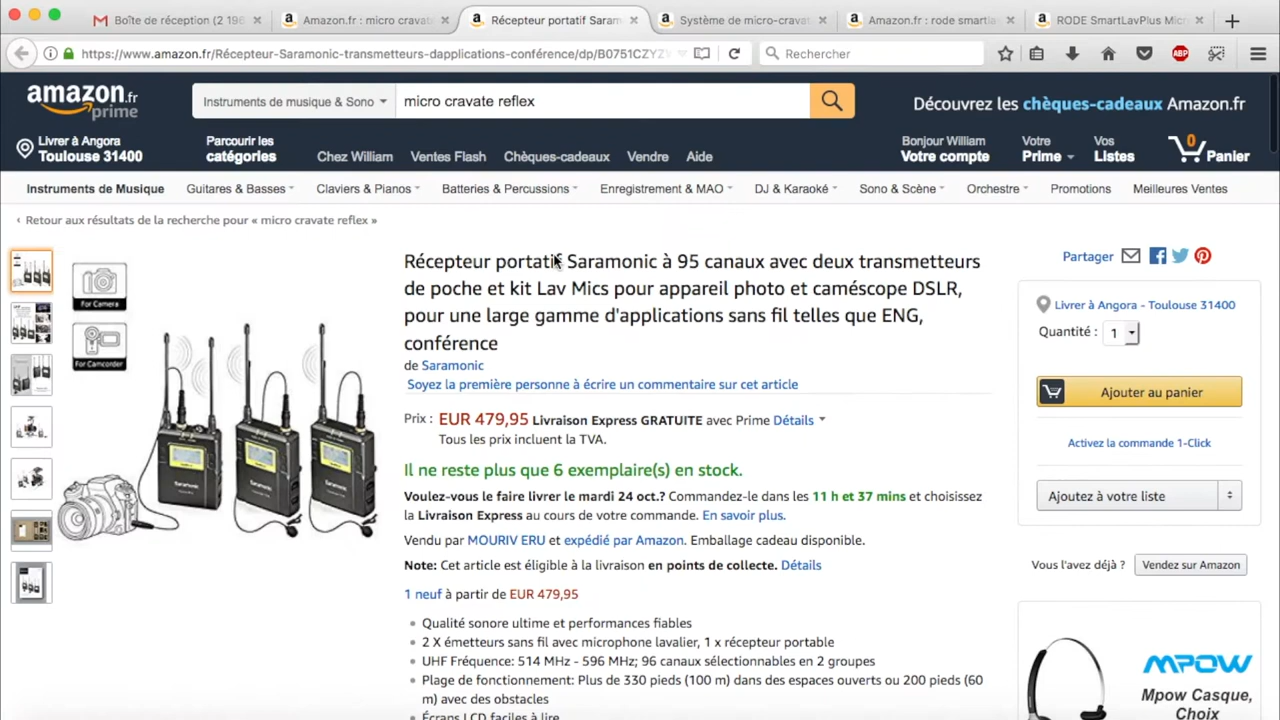 Boîte de réception (2 196
Amazon.fr : micro cravat
Récepteur portatif Saram
Système de micro-crava
Amazon.fr : rode smartla
RODE SmartLavPlus Micr
https://www.amazon.fr/Récepteur-Saramonic-transmetteurs-dapplications-conférence/dp/B0751CZYZ
Rechercher
ABP
amazon.fr
prime
Instruments de musique & Sono
micro cravate reflex
Découvrez les chèques-cadeaux Amazon.fr
Livrer à Angora
Toulouse 31400
Parcourir les
catégories
Chez William
Ventes Flash
Chèques-cadeaux
Vendre
Aide
Bonjour William
Votre compte
Votre
Prime
Vos
Listes
0
Panier
Instruments de Musique
Guitares & Basses
Claviers & Pianos
Batteries & Percussions
Enregistrement & MAO
DJ & Karaoké
Sono & Scène
Orchestre
Promotions
Meilleures Ventes
‹ Retour aux résultats de la recherche pour « micro cravate reflex »
For Camera
For Camcorder
Saramonic
Saramonic
Saramonic
Récepteur portatif Saramonic à 95 canaux avec deux transmetteurs
de poche et kit Lav Mics pour appareil photo et caméscope DSLR,
pour une large gamme d'applications sans fil telles que ENG,
conférence
de Saramonic
Soyez la première personne à écrire un commentaire sur cet article
Prix : EUR 479,95 Livraison Express GRATUITE avec Prime Détails
Tous les prix incluent la TVA.
Il ne reste plus que 6 exemplaire(s) en stock.
Voulez-vous le faire livrer le mardi 24 oct.? Commandez-le dans les 11 h et 37 mins et choisissez
la Livraison Express au cours de votre commande. En savoir plus.
Vendu par MOURIV ERU et expédié par Amazon. Emballage cadeau disponible.
Note: Cet article est éligible à la livraison en points de collecte. Détails
1 neuf à partir de EUR 479,95
• Qualité sonore ultime et performances fiables
• 2 X émetteurs sans fil avec microphone lavalier, 1 x récepteur portable
• UHF Fréquence: 514 MHz - 596 MHz; 96 canaux sélectionnables en 2 groupes
• Plage de fonctionnement: Plus de 330 pieds (100 m) dans des espaces ouverts ou 200 pieds (60
m) avec des obstacles
• Écrans LCD faciles à lire
Partager
Livrer à Angora - Toulouse 31400
Quantité : 1
Ajouter au panier
Activez la commande 1-Click
Ajoutez à votre liste
Vous l'avez déjà ?
Vendez sur Amazon
MPOW
Mpow Casque,
Choix